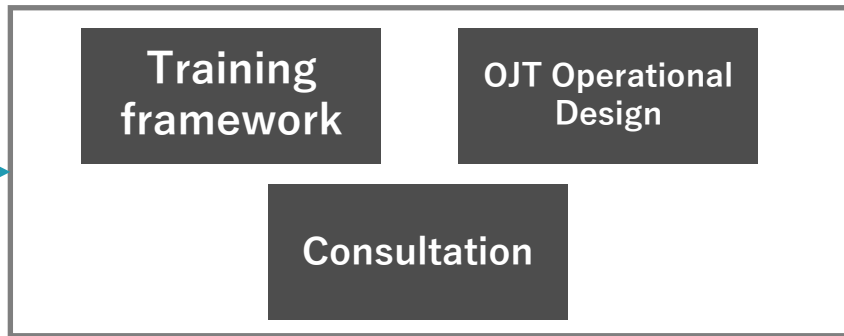 Training
framework
OJT Operational
Design
Consultation